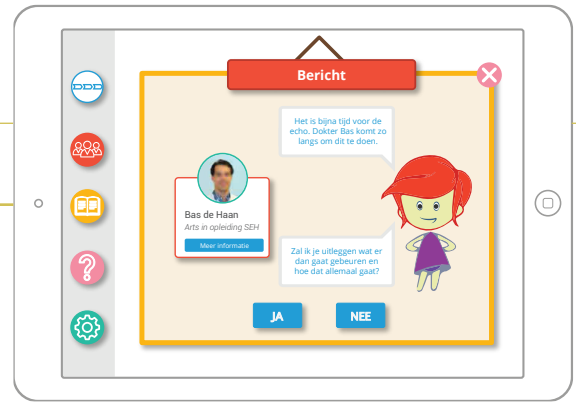 Bericht
Het is bijna tijd voor de
echo. Dokter Bas komt zo
langs om dit te doen.
Bas de Haan
Arts in opleiding SEH
Meer informatie
Zal ik je uitleggen wat er
dan gaat gebeuren en
hoe dat allemaal gaat?
JA
NEE
?